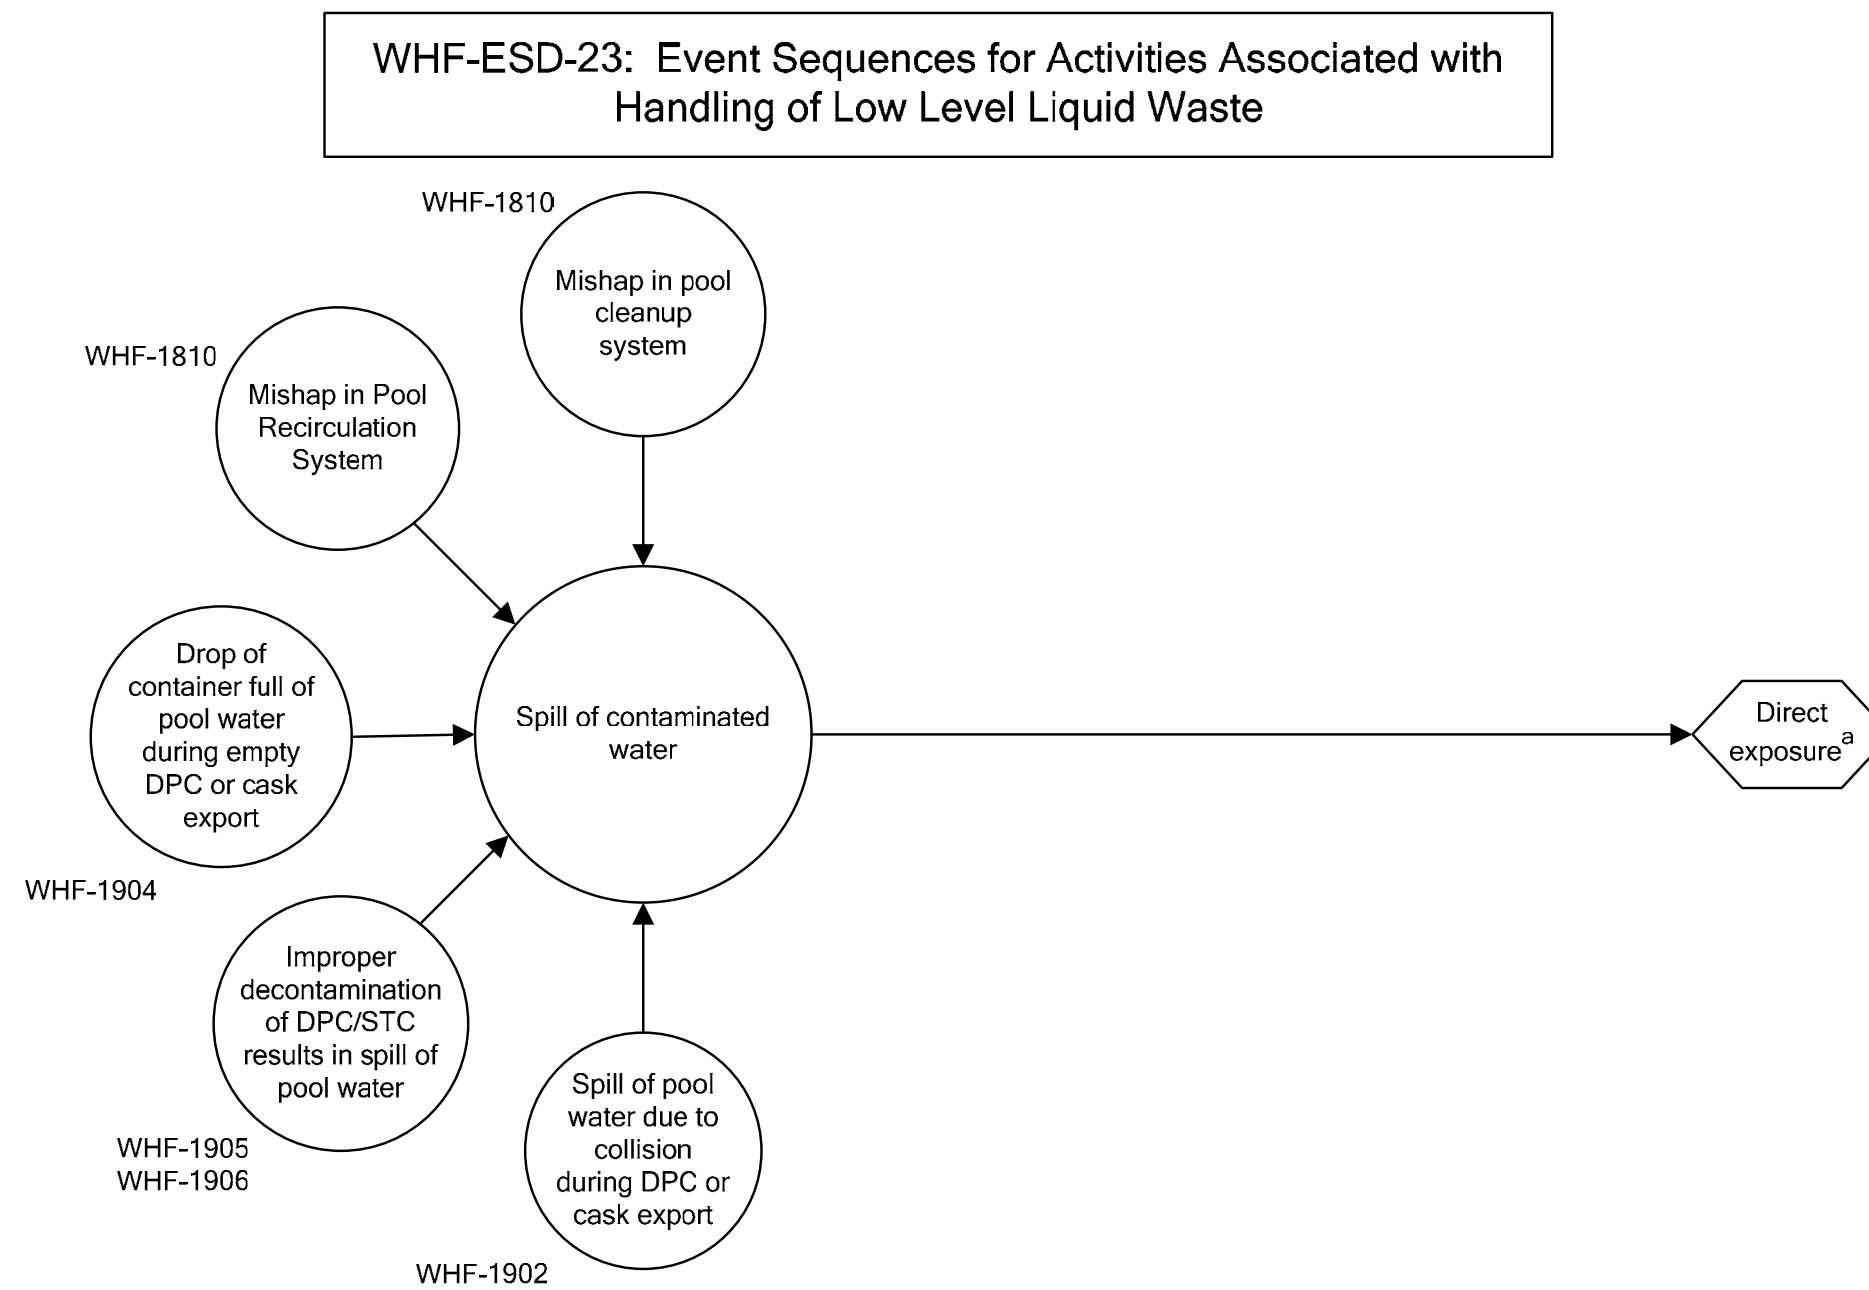 WHF-ESD-23: Event Sequences for Activities Associated with
Handling of Low Level Liquid Waste
WHF-1810
Mishap in pool
cleanup
system
WHF-1810
Mishap in Pool
Recirculation
System
Drop of
container full of
pool water
during empty
DPC or cask
export
WHF-1904
Spill of contaminated
water
Direct
exposureᵃ
Improper
decontamination
of DPC/STC
results in spill of
pool water
WHF-1905
WHF-1906
Spill of pool
water due to
collision
during DPC or
cask export
WHF-1902